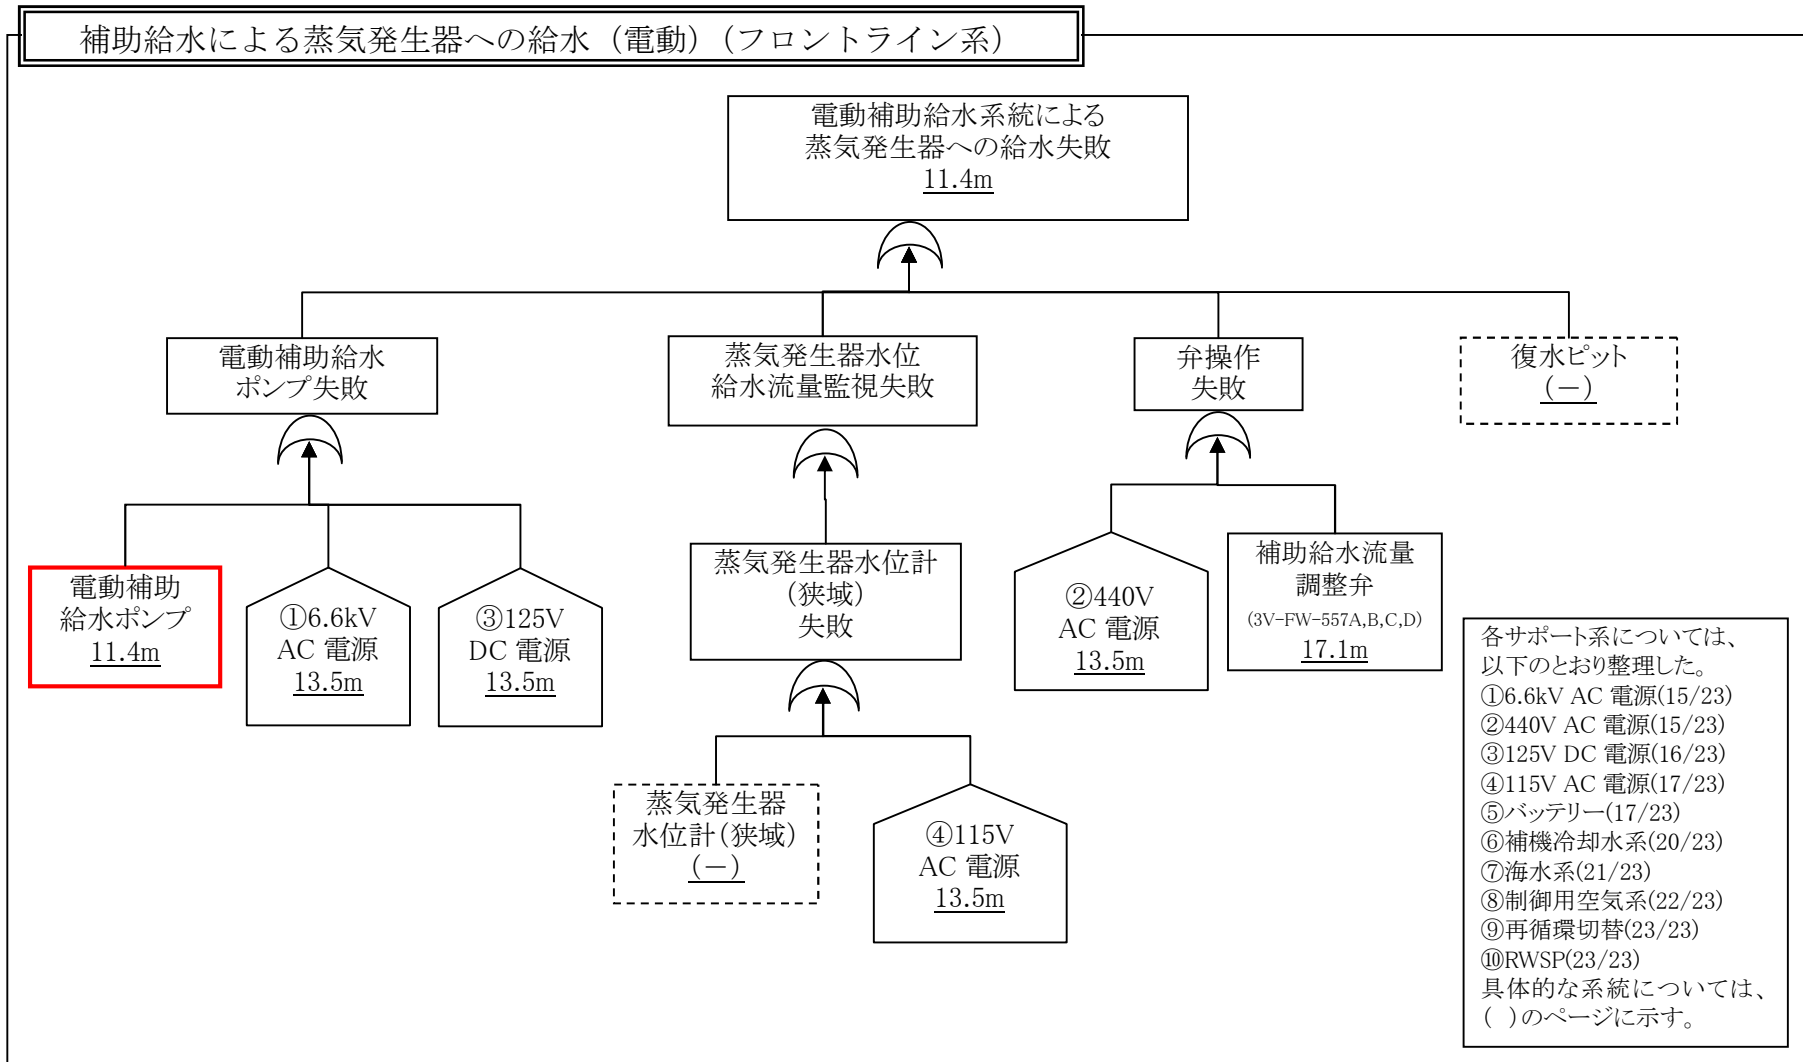 補助給水による蒸気発生器への給水（電動）（フロントライン系）
電動補助給水系統による
蒸気発生器への給水失敗
11.4m
電動補助給水
ポンプ失敗
蒸気発生器水位
給水流量監視失敗
弁操作
失敗
復水ピット
(－)
電動補助
給水ポンプ
11.4m
①6.6kV
AC 電源
13.5m
③125V
DC 電源
13.5m
蒸気発生器水位計
(狭域)
失敗
②440V
AC 電源
13.5m
補助給水流量
調整弁
(3V-FW-557A,B,C,D)
17.1m
蒸気発生器
水位計(狭域)
(－)
④115V
AC 電源
13.5m
各サポート系については、
以下のとおり整理した。
①6.6kV AC 電源(15/23)
②440V AC 電源(15/23)
③125V DC 電源(16/23)
④115V AC 電源(17/23)
⑤バッテリー(17/23)
⑥補機冷却水系(20/23)
⑦海水系(21/23)
⑧制御用空気系(22/23)
⑨再循環切替(23/23)
⑩RWSP(23/23)
具体的な系統については、
( )のページに示す。